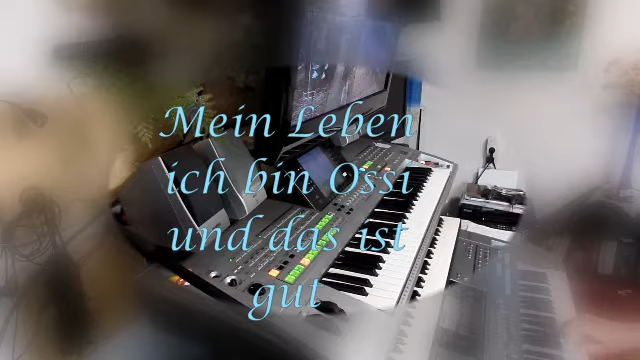 Mein Leben
ich bin Ossi
und das ist
gut